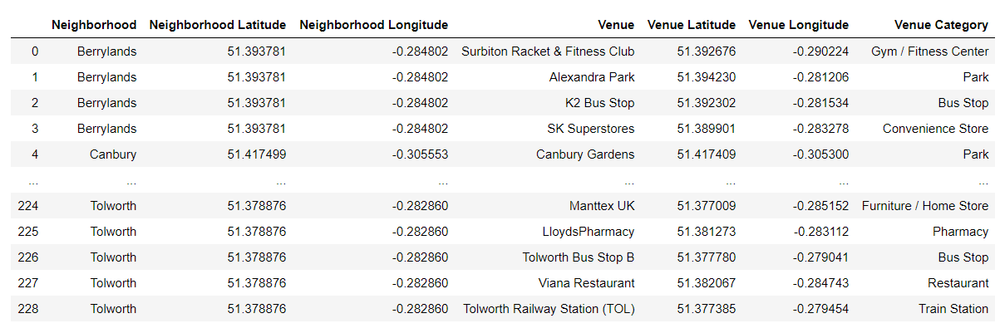 Neighborhood Neighborhood Latitude Neighborhood Longitude Venue Venue Latitude Venue Longitude Venue Category
0 Berrylands 51.393781 -0.284802 Surbiton Racket & Fitness Club 51.392676 -0.290224 Gym / Fitness Center
1 Berrylands 51.393781 -0.284802 Alexandra Park 51.394230 -0.281206 Park
2 Berrylands 51.393781 -0.284802 K2 Bus Stop 51.392302 -0.281534 Bus Stop
3 Berrylands 51.393781 -0.284802 SK Superstores 51.389901 -0.283278 Convenience Store
4 Canbury 51.417499 -0.305553 Canbury Gardens 51.417409 -0.305300 Park
... ... ... ... ... ... ... ...
224 Tolworth 51.378876 -0.282860 Manttex UK 51.377009 -0.285152 Furniture / Home Store
225 Tolworth 51.378876 -0.282860 LloydsPharmacy 51.381273 -0.283112 Pharmacy
226 Tolworth 51.378876 -0.282860 Tolworth Bus Stop B 51.377780 -0.279041 Bus Stop
227 Tolworth 51.378876 -0.282860 Viana Restaurant 51.382067 -0.284743 Restaurant
228 Tolworth 51.378876 -0.282860 Tolworth Railway Station (TOL) 51.377385 -0.279454 Train Station